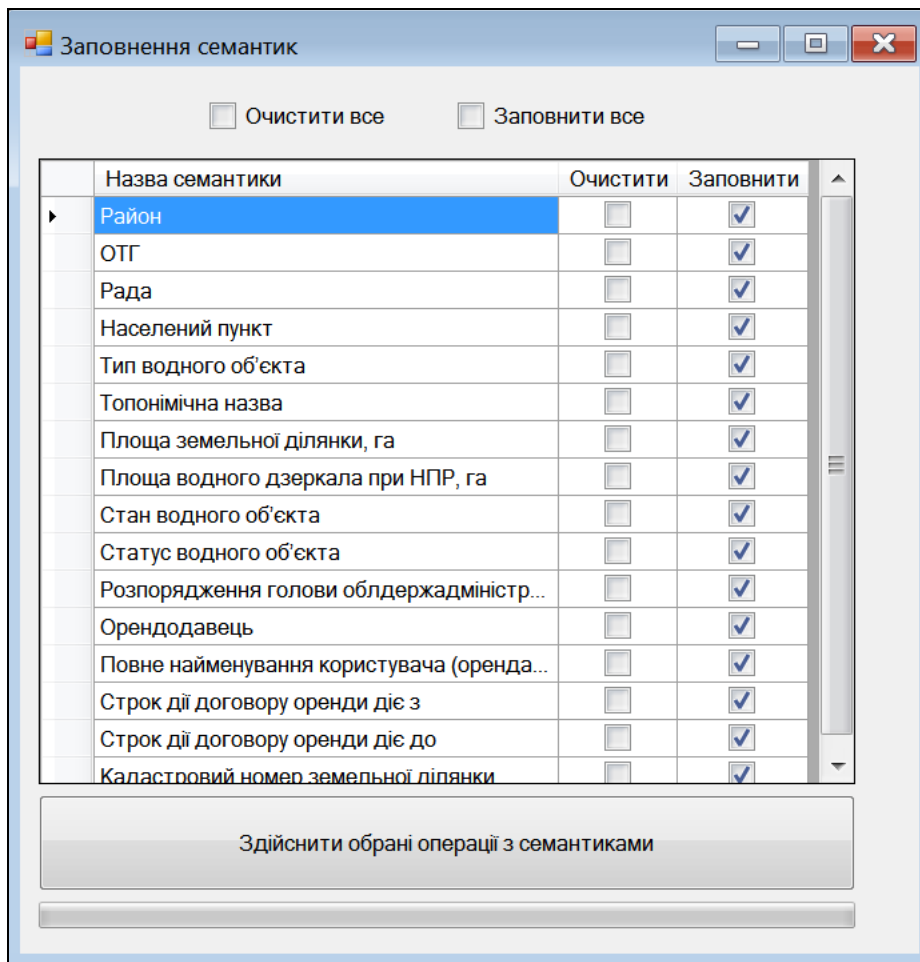 Заповнення семантик
Очистити все Заповнити все
Назва семантики Очистити Заповнити
Район
ОТГ
Рада
Населений пункт
Тип водного об'єкта
Топонімічна назва
Площа земельної ділянки, га
Площа водного дзеркала при НПР, га
Стан водного об'єкта
Статус водного об'єкта
Розпорядження голови облдержадміністр...
Орендодавець
Повне найменування користувача (оренда...
Строк дії договору оренди діє з
Строк дії договору оренди діє до
Кадастровий номер земельної ділянки
Здійснити обрані операції з семантиками